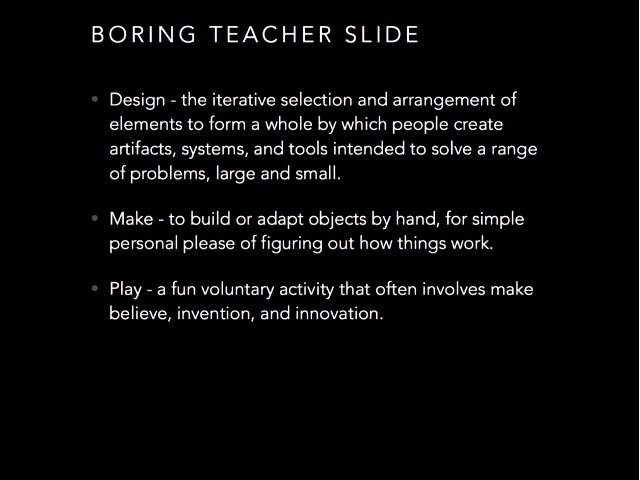 BORING TEACHER SLIDE
• Design - the iterative selection and arrangement of
elements to form a whole by which people create
artifacts, systems, and tools intended to solve a range
of problems, large and small.
• Make - to build or adapt objects by hand, for simple
personal please of figuring out how things work.
• Play - a fun voluntary activity that often involves make
believe, invention, and innovation.